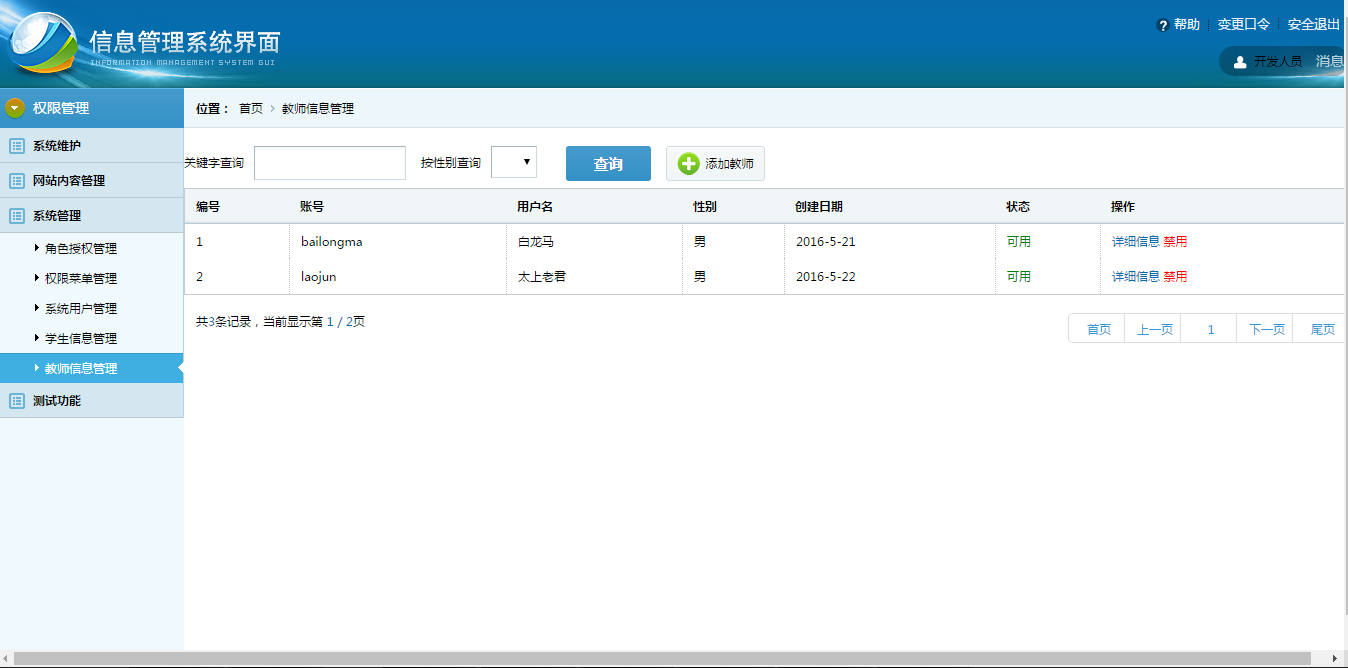 信息管理系统界面
INFORMATION MANAGEMENT SYSTEM GUI
? 帮助 | 变更口令 | 安全退出
开发人员 消息
权限管理
系统维护
网站内容管理
系统管理
角色授权管理
权限菜单管理
系统用户管理
学生信息管理
教师信息管理
测试功能
位置： 首页 > 教师信息管理
关键字查询 按性别查询 查询 添加教师
编号 账号 用户名 性别 创建日期 状态 操作
1 bailongma 白龙马 男 2016-5-21 可用 详细信息 禁用
2 laojun 太上老君 男 2016-5-22 可用 详细信息 禁用
共3条记录，当前显示第 1 / 2页
首页 上一页 1 下一页 尾页